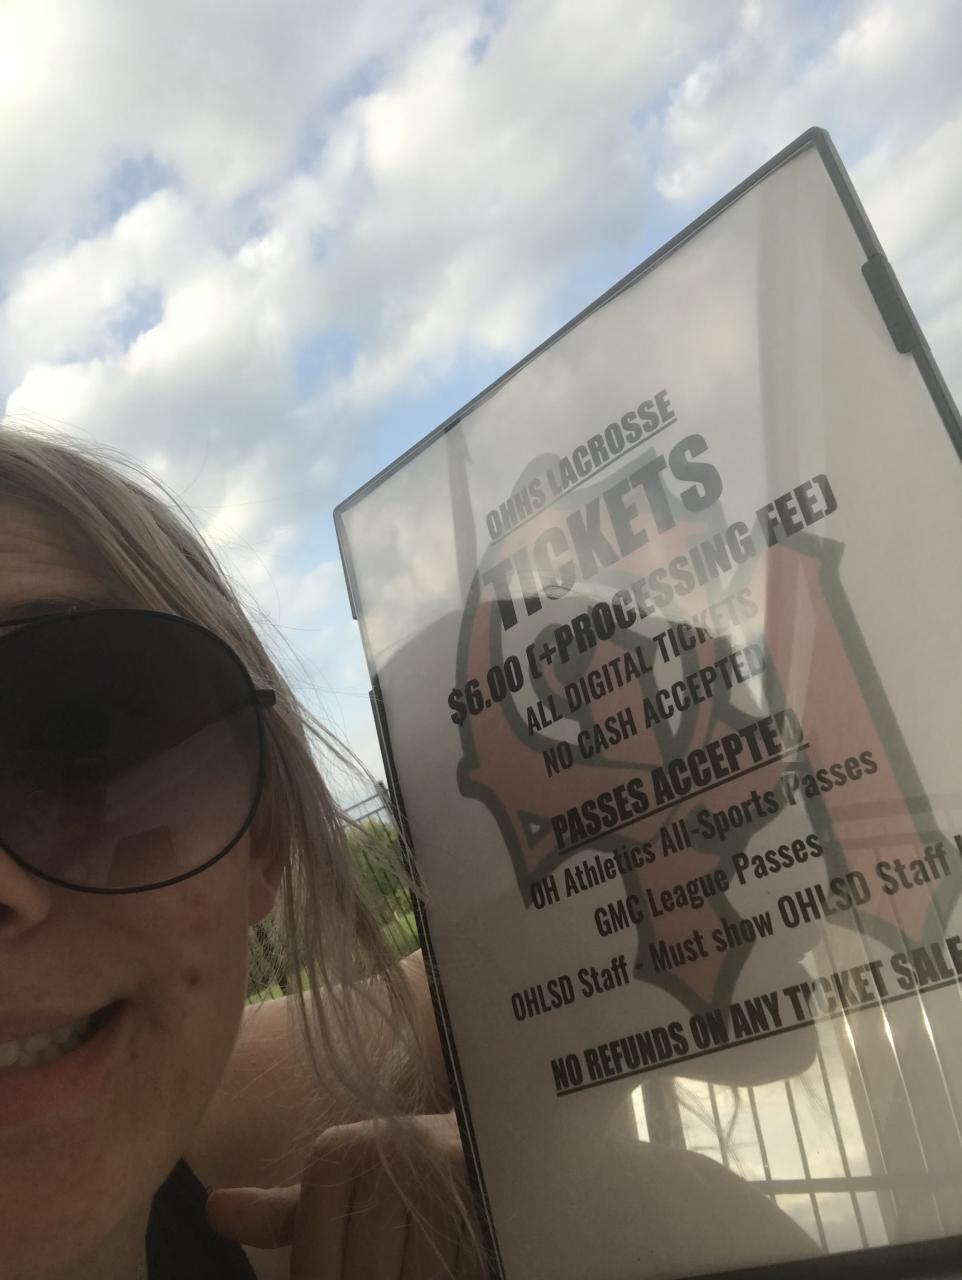 OHHS LACROSSE
TICKETS
$6.00 (+PROCESSING FEE)
ALL DIGITAL TICKETS
NO CASH ACCEPTED
PASSES ACCEPTED
OH Athletics All-Sports Passes
GMC League Passes
OHLSD Staff - Must show OHLSD Staff
NO REFUNDS ON ANY TICKET SALE